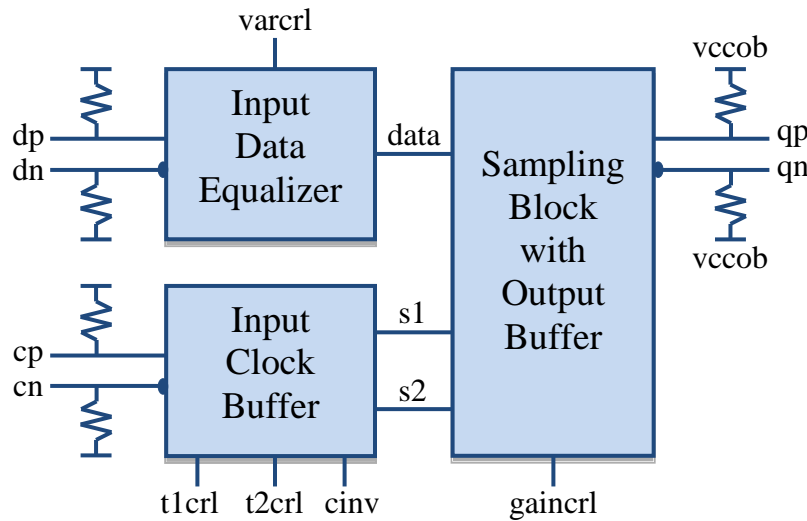 varcrl
vccob
Input
Data
Equalizer
dp
dn
data
qp
qn
Sampling
Block
with
Output
Buffer
vccob
Input
Clock
Buffer
cp
cn
s1
s2
t1crl
t2crl
cinv
gaincrl